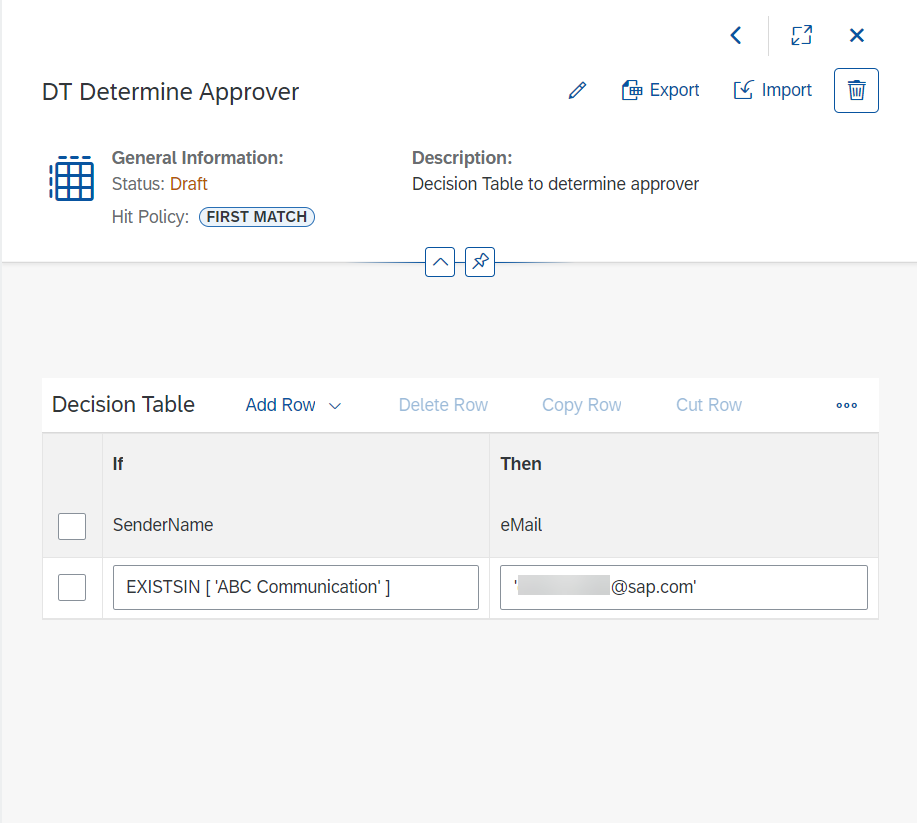 DT Determine Approver
Export
Import
General Information:
Status: Draft
Hit Policy: FIRST MATCH
Description:
Decision Table to determine approver
Decision Table
Add Row
Delete Row
Copy Row
Cut Row
If
Then
SenderName
eMail
EXISTSIN [ 'ABC Communication' ]
' @sap.com'